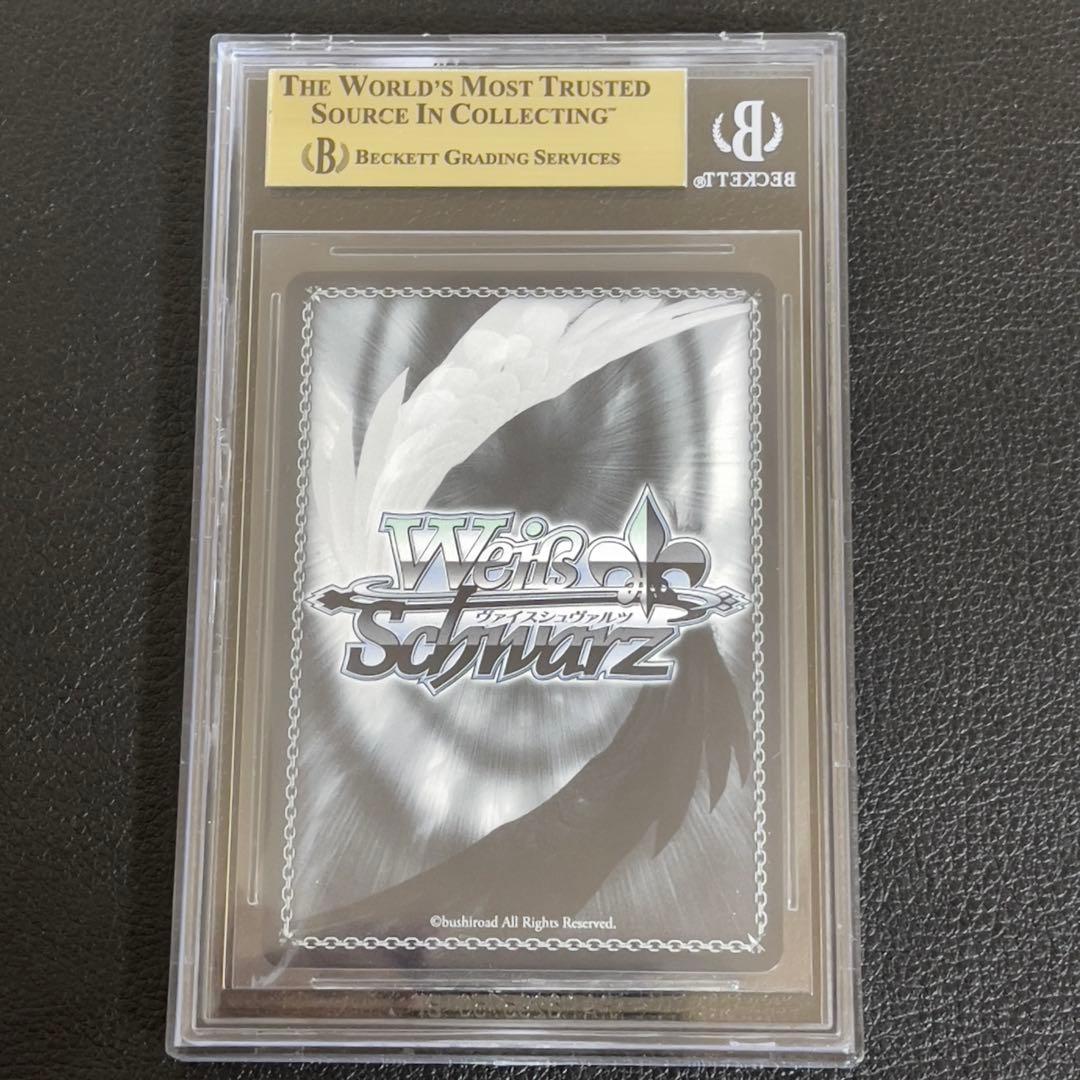 THE WORLD'S MOST TRUSTED
SOURCE IN COLLECTING™
B BECKETT GRADING SERVICES
B
BECKETT®
Weiß
ヴァイスシュヴァルツ
Schwarz
©bushiroad All Rights Reserved.